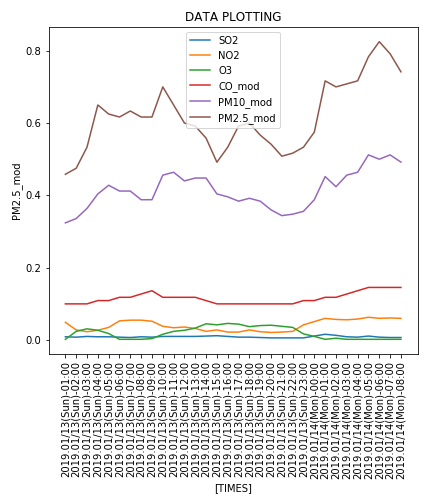 DATA PLOTTING
SO2
NO2
O3
CO_mod
PM10_mod
PM2.5_mod
PM2.5_mod
0.8
0.6
0.4
0.2
0.0
2019.01/13(Sun)-01:00
2019.01/13(Sun)-02:00
2019.01/13(Sun)-03:00
2019.01/13(Sun)-04:00
2019.01/13(Sun)-05:00
2019.01/13(Sun)-06:00
2019.01/13(Sun)-07:00
2019.01/13(Sun)-08:00
2019.01/13(Sun)-09:00
2019.01/13(Sun)-10:00
2019.01/13(Sun)-11:00
2019.01/13(Sun)-12:00
2019.01/13(Sun)-13:00
2019.01/13(Sun)-14:00
2019.01/13(Sun)-15:00
2019.01/13(Sun)-16:00
2019.01/13(Sun)-17:00
2019.01/13(Sun)-18:00
2019.01/13(Sun)-19:00
2019.01/13(Sun)-20:00
2019.01/13(Sun)-21:00
2019.01/13(Sun)-22:00
2019.01/13(Sun)-23:00
2019.01/14(Mon)-00:00
2019.01/14(Mon)-01:00
2019.01/14(Mon)-02:00
2019.01/14(Mon)-03:00
2019.01/14(Mon)-04:00
2019.01/14(Mon)-05:00
2019.01/14(Mon)-06:00
2019.01/14(Mon)-07:00
2019.01/14(Mon)-08:00
[TIMES]